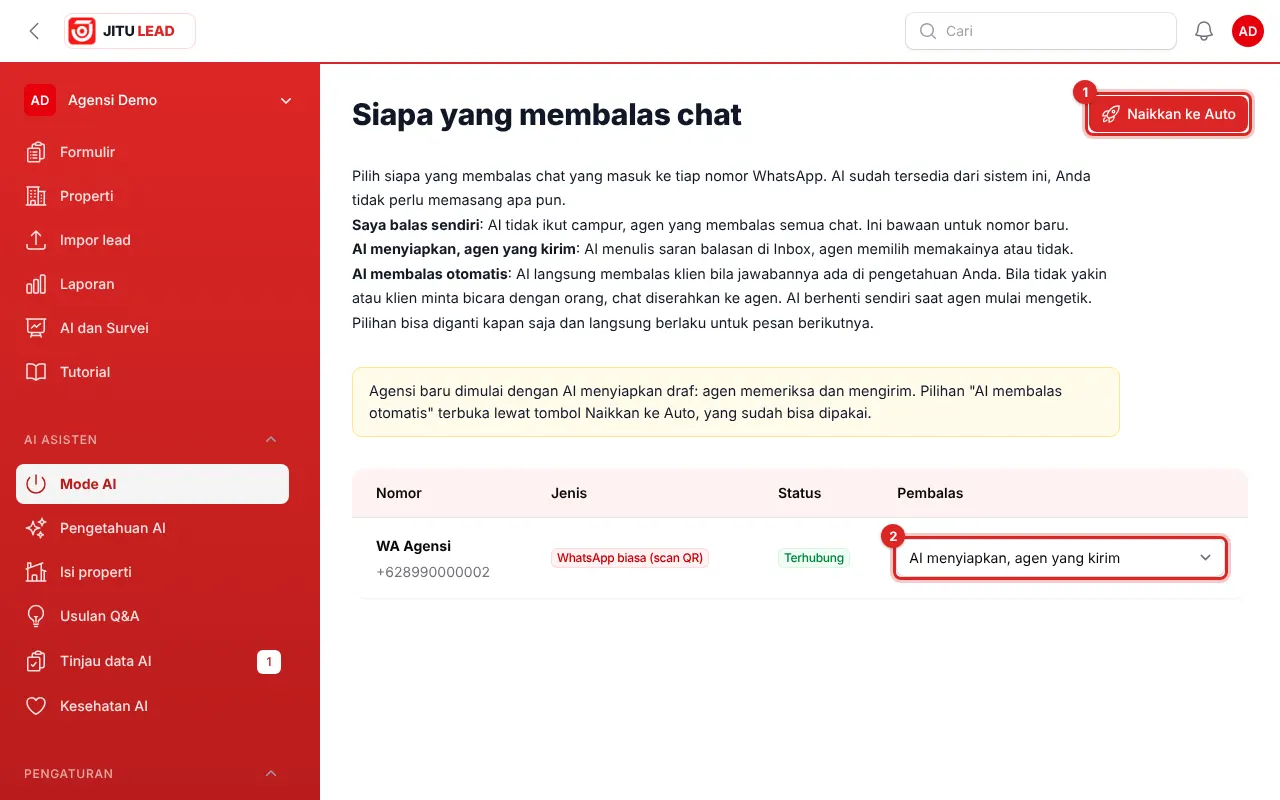 JITU LEAD
Cari
AD
AD Agensi Demo
Formulir
Properti
Impor lead
Laporan
AI dan Survei
Tutorial
AI ASISTEN
Mode AI
Pengetahuan AI
Isi properti
Usulan Q&A
Tinjau data AI 1
Kesehatan AI
PENGATURAN
Siapa yang membalas chat
1
Naikkan ke Auto
Pilih siapa yang membalas chat yang masuk ke tiap nomor WhatsApp. AI sudah tersedia dari sistem ini, Anda
tidak perlu memasang apa pun.
Saya balas sendiri: AI tidak ikut campur, agen yang membalas semua chat. Ini bawaan untuk nomor baru.
AI menyiapkan, agen yang kirim: AI menulis saran balasan di Inbox, agen memilih memakainya atau tidak.
AI membalas otomatis: AI langsung membalas klien bila jawabannya ada di pengetahuan Anda. Bila tidak yakin
atau klien minta bicara dengan orang, chat diserahkan ke agen. AI berhenti sendiri saat agen mulai mengetik.
Pilihan bisa diganti kapan saja dan langsung berlaku untuk pesan berikutnya.
Agensi baru dimulai dengan AI menyiapkan draf: agen memeriksa dan mengirim. Pilihan "AI membalas
otomatis" terbuka lewat tombol Naikkan ke Auto, yang sudah bisa dipakai.
Nomor Jenis Status Pembalas
WA Agensi
+628990000002
WhatsApp biasa (scan QR)
Terhubung
2
AI menyiapkan, agen yang kirim